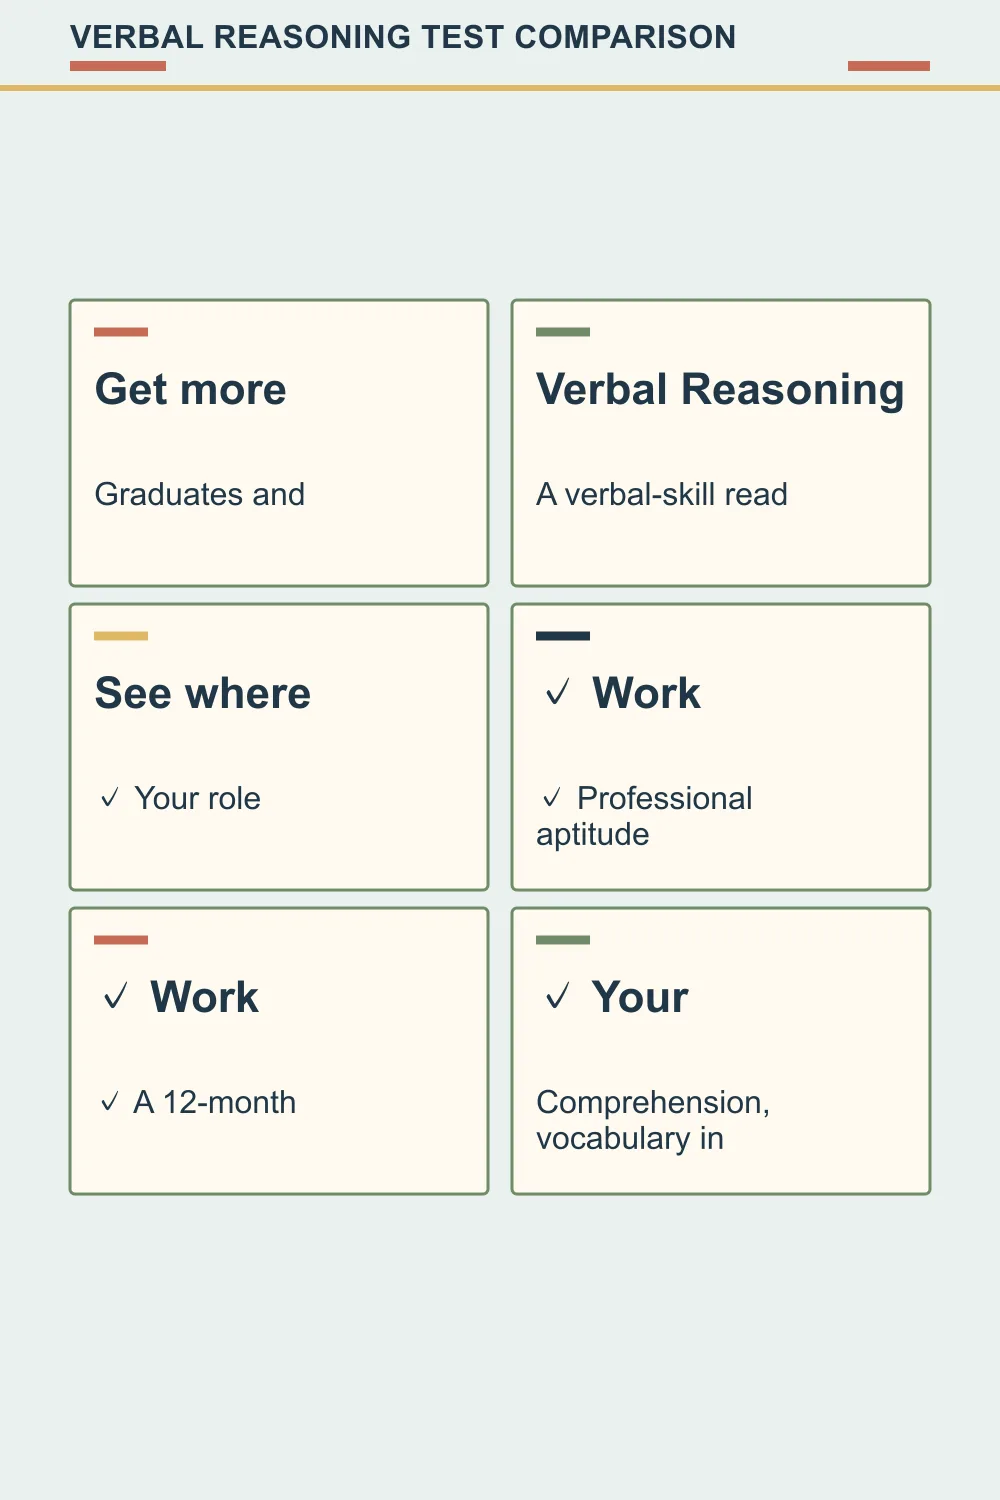 VERBAL REASONING TEST COMPARISON
Get more
Graduates and
Verbal Reasoning
A verbal-skill read
See where
✓ Your role
✓ Work
✓ Professional
aptitude
✓ Work
✓ A 12-month
✓ Your
Comprehension,
vocabulary in